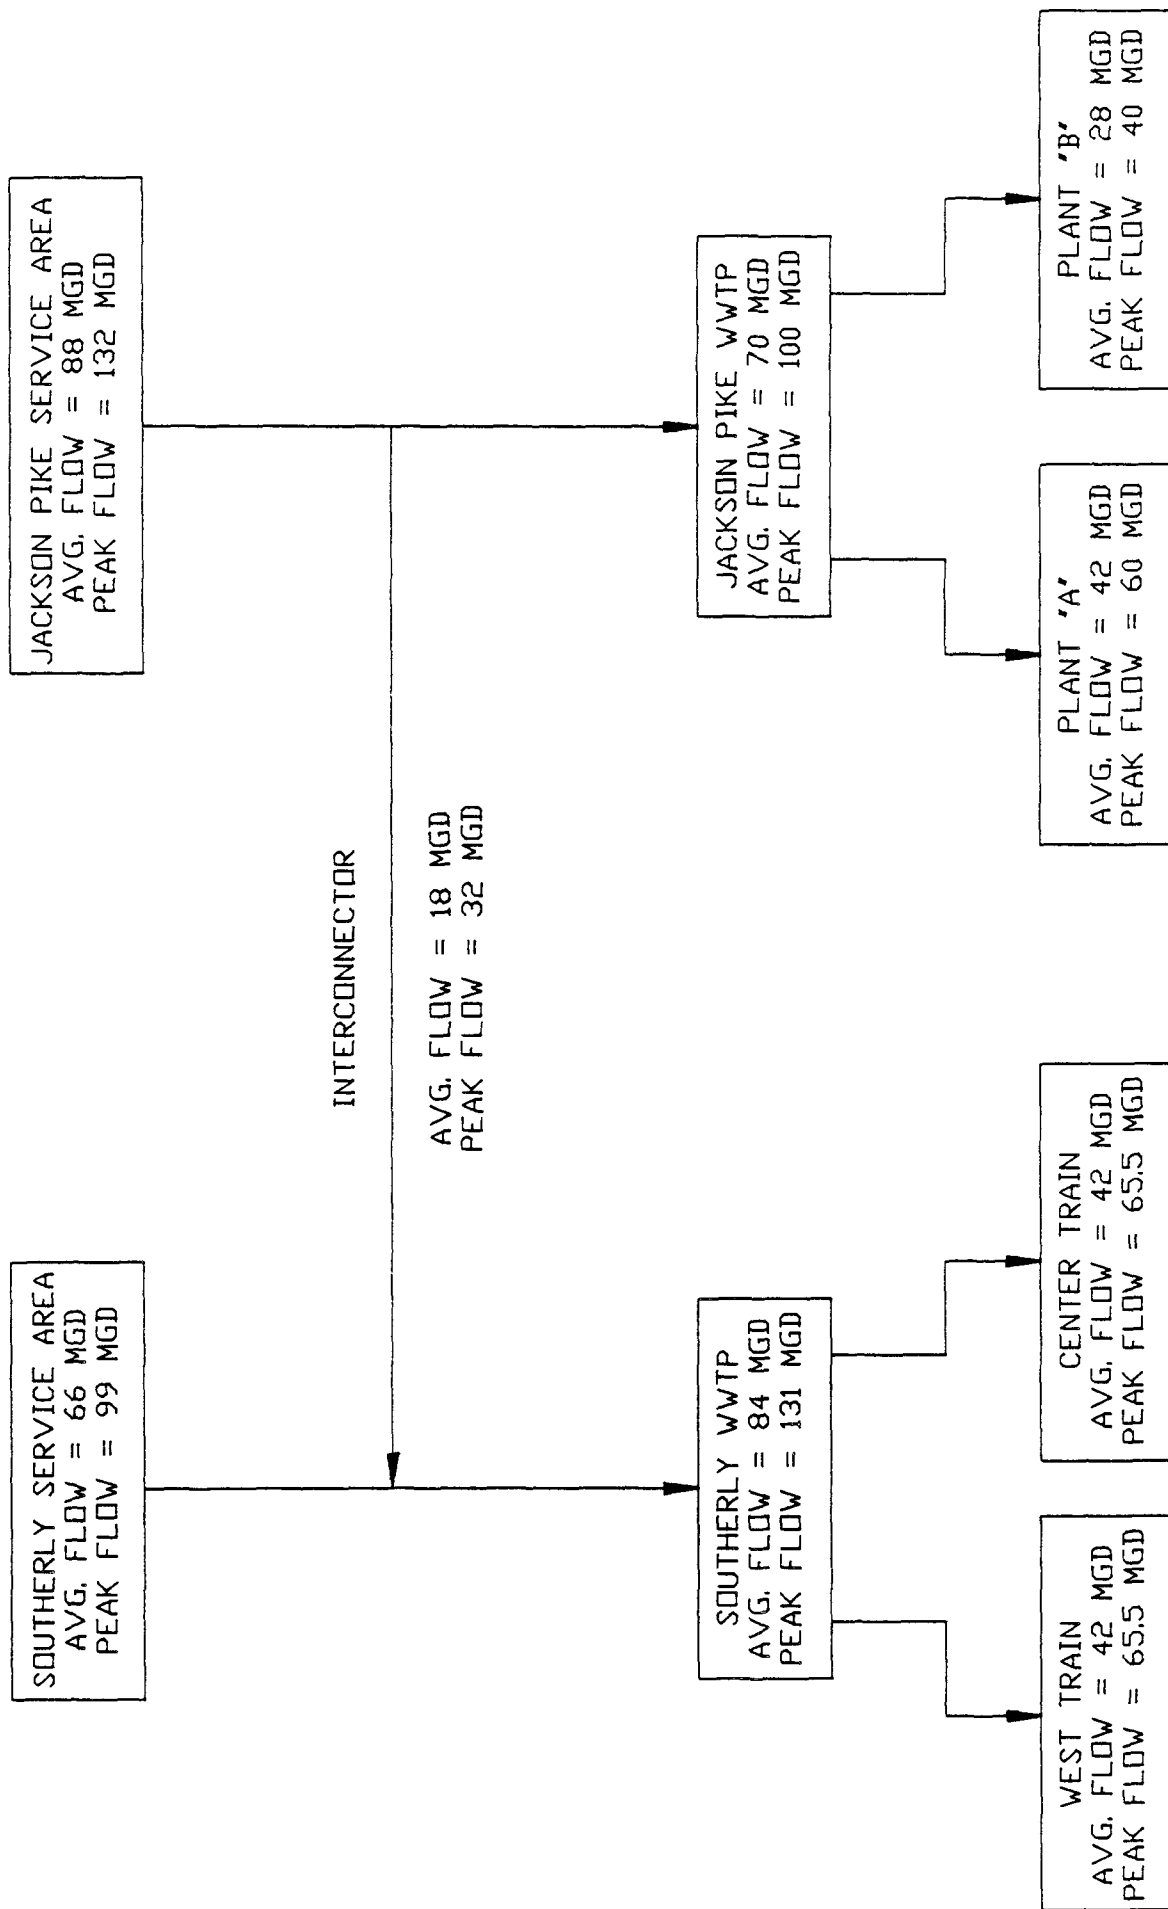 SOUTHERLY SERVICE AREA
AVG. FLOW = 66 MGD
PEAK FLOW = 99 MGD
JACKSON PIKE SERVICE AREA
AVG. FLOW = 88 MGD
PEAK FLOW = 132 MGD
INTERCONNECTOR
AVG. FLOW = 18 MGD
PEAK FLOW = 32 MGD
SOUTHERLY WWTP
AVG. FLOW = 84 MGD
PEAK FLOW = 131 MGD
JACKSON PIKE WWTP
AVG. FLOW = 70 MGD
PEAK FLOW = 100 MGD
WEST TRAIN
AVG. FLOW = 42 MGD
PEAK FLOW = 65.5 MGD
CENTER TRAIN
AVG. FLOW = 42 MGD
PEAK FLOW = 65.5 MGD
PLANT 'A'
AVG. FLOW = 42 MGD
PEAK FLOW = 60 MGD
PLANT 'B'
AVG. FLOW = 28 MGD
PEAK FLOW = 40 MGD